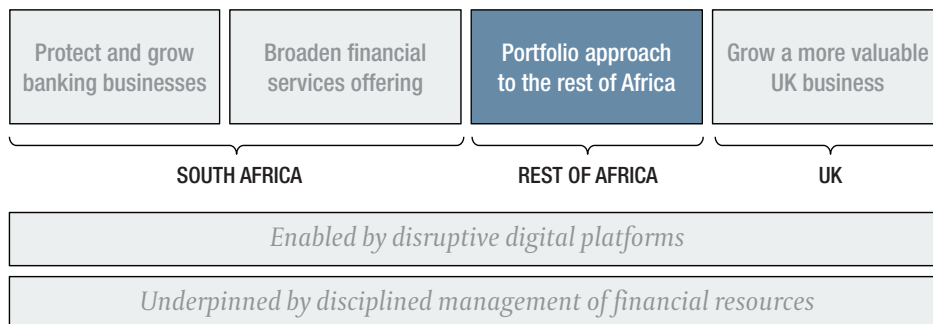 Protect and grow
banking businesses
Broaden financial
services offering
Portfolio approach
to the rest of Africa
Grow a more valuable
UK business
SOUTH AFRICA
REST OF AFRICA
UK
Enabled by disruptive digital platforms
Underpinned by disciplined management of financial resources